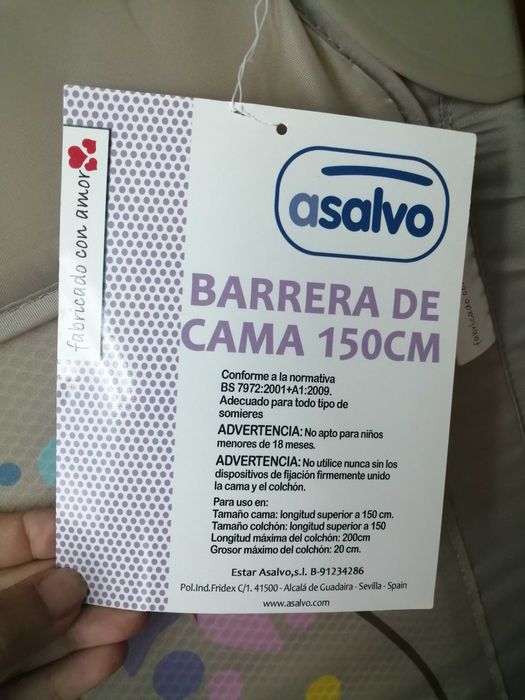 fabricado con amor
asalvo
BARRERA DE
CAMA 150CM
Conforme a la normativa
BS 7972:2001+A1:2009.
Adecuado para todo tipo de
somieres
ADVERTENCIA: No apto para niños
menores de 18 meses.
ADVERTENCIA: No utilice nunca sin los
dispositivos de fijación firmemente unido
la cama y el colchón.
Para uso en:
Tamaño cama: longitud superior a 150 cm.
Tamaño colchón: longitud superior a 150
Longitud máxima del colchón: 200cm
Grosor máximo del colchón: 20 cm.
Estar Asalvo,s.l. B-91234286
Pol.Ind.Fridex C/1. 41500 - Alcalá de Guadaira - Sevilla - Spain
www.asalvo.com
fabricado